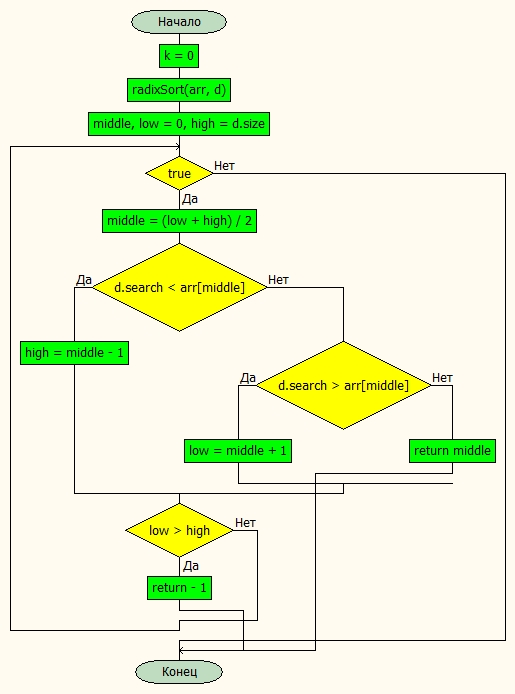 Начало
k = 0
radixSort(arr, d)
middle, low = 0, high = d.size
true
Нет
Да
middle = (low + high) / 2
Да
d.search < arr[middle]
Нет
high = middle - 1
Да
d.search > arr[middle]
Нет
low = middle + 1
return middle
low > high
Нет
Да
return - 1
Конец